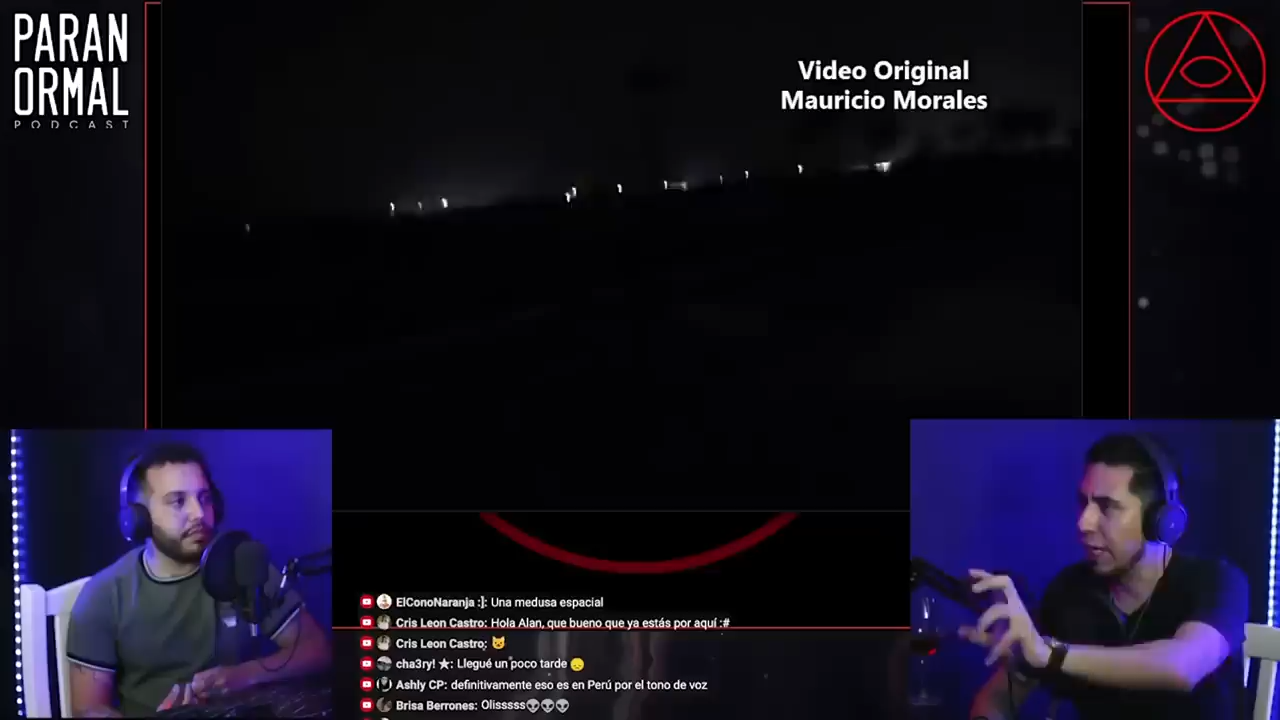 PARAN
ORMAL
PODCAST
Video Original
Mauricio Morales
ElConoNaranja :]: Una medusa espacial
Cris Leon Castro: Hola Alan, que bueno que ya estás por aquí :#
Cris Leon Castro: 😺
cha3ry! ★: Llegué un poco tarde 😞
Ashly CP: definitivamente eso es en Perú por el tono de voz
Brisa Berrones: Olisssss👽👽👽